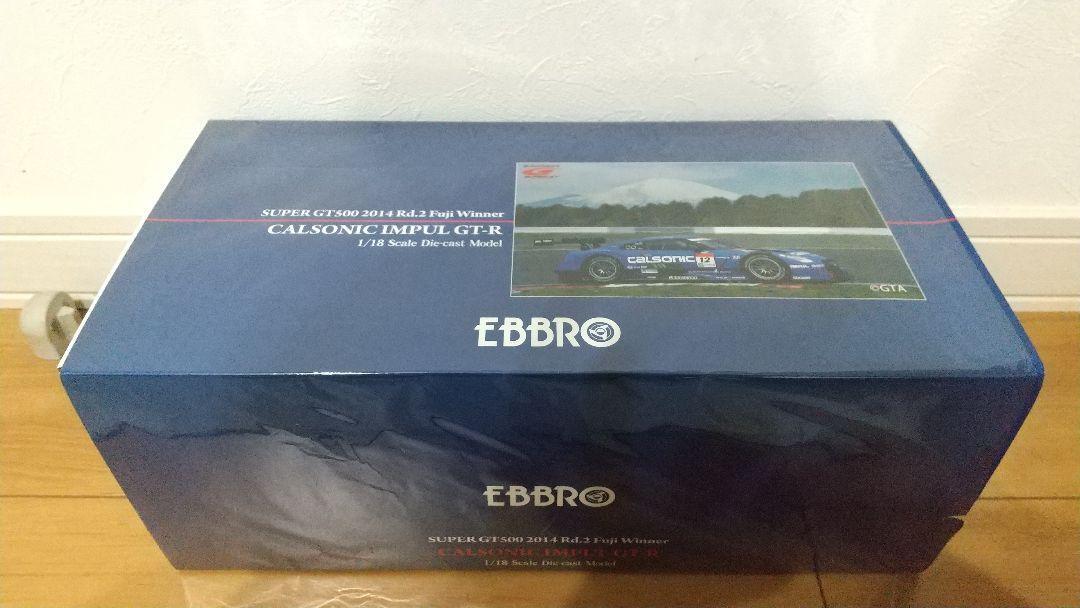 SUPER GT500 2014 Rd.2 Fuji Winner
CALSONIC IMPUL GT-R
1/18 Scale Die-cast Model
CALSONIC
12
©GTA
EBBRO
EBBRO
SUPER GT500 2014 Rd.2 Fuji Winner
CALSONIC IMPUL GT-R
1/18 Scale Die-cast Model